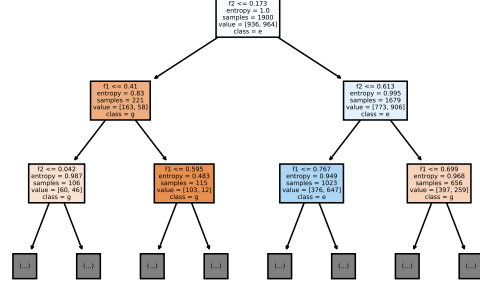 f2 <= 0.173
entropy = 1.0
samples = 1900
value = [936, 964]
class = e
f1 <= 0.41
entropy = 0.83
samples = 221
value = [163, 58]
class = g
f2 <= 0.613
entropy = 0.995
samples = 1679
value = [773, 906]
class = e
f2 <= 0.042
entropy = 0.987
samples = 106
value = [60, 46]
class = g
f1 <= 0.595
entropy = 0.483
samples = 115
value = [103, 12]
class = g
f1 <= 0.767
entropy = 0.949
samples = 1023
value = [376, 647]
class = e
f1 <= 0.699
entropy = 0.968
samples = 656
value = [397, 259]
class = g
(...)
(...)
(...)
(...)
(...)
(...)
(...)
(...)